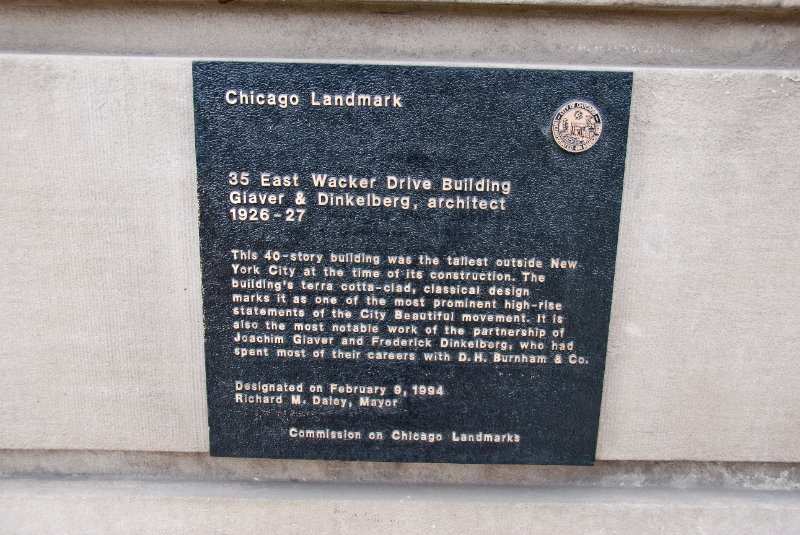 Chicago Landmark
35 East Wacker Drive Building
Giaver & Dinkelberg, architect
1926-27
This 40-story building was the tallest outside New
York City at the time of its construction. The
building's terra cotta-clad, classical design
marks it as one of the most prominent high-rise
statements of the City Beautiful movement. It is
also the most notable work of the partnership of
Joachim Giaver and Frederick Dinkelberg, who had
spent most of their careers with D.H. Burnham & Co.
Designated on February 9, 1994
Richard M. Daley, Mayor
Commission on Chicago Landmarks